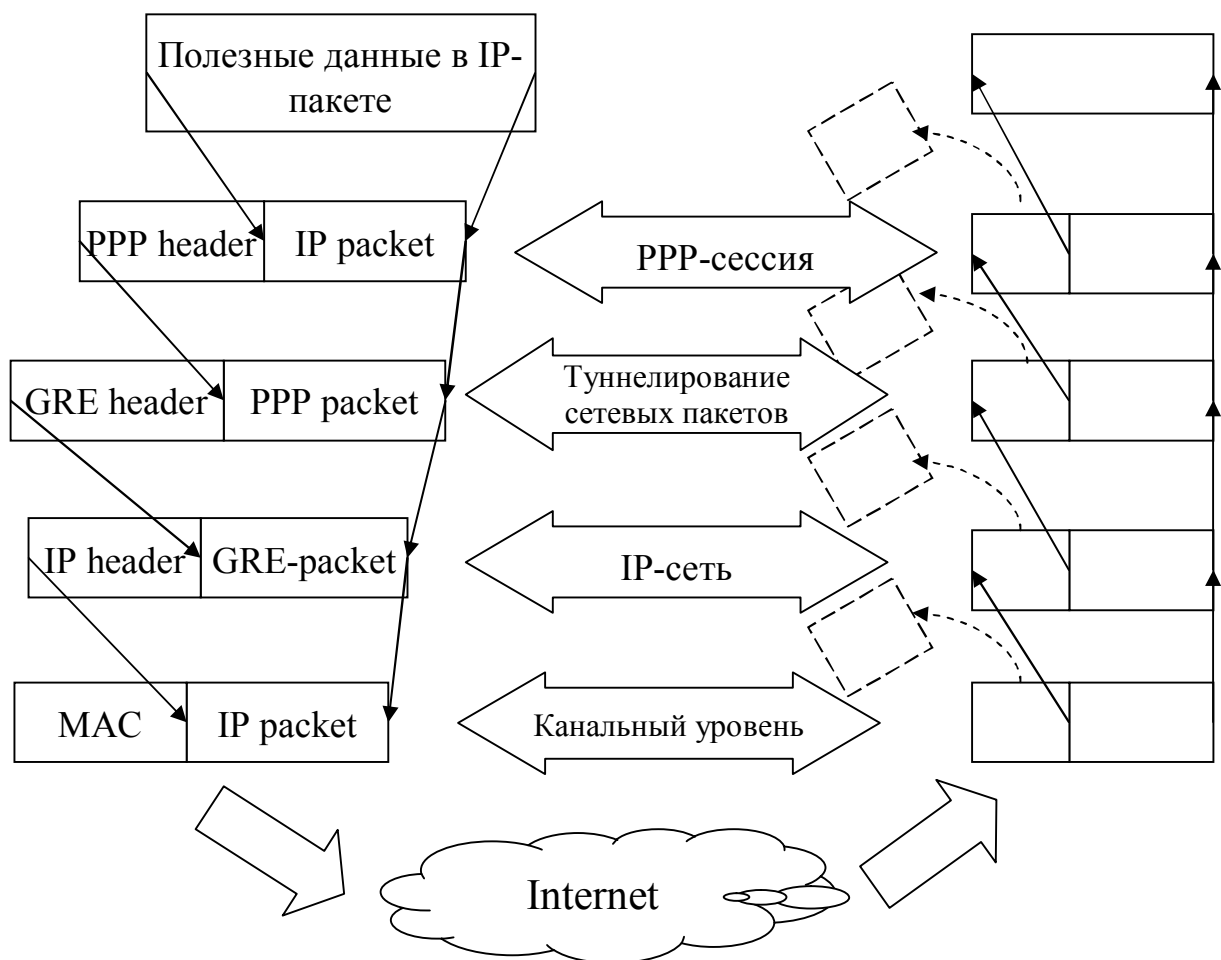 Полезные данные в IP-
пакете
PPP header IP packet
PPP-сессия
GRE header PPP packet
Туннелирование
сетевых пакетов
IP header GRE-packet
IP-сеть
MAC IP packet
Канальный уровень
Internet